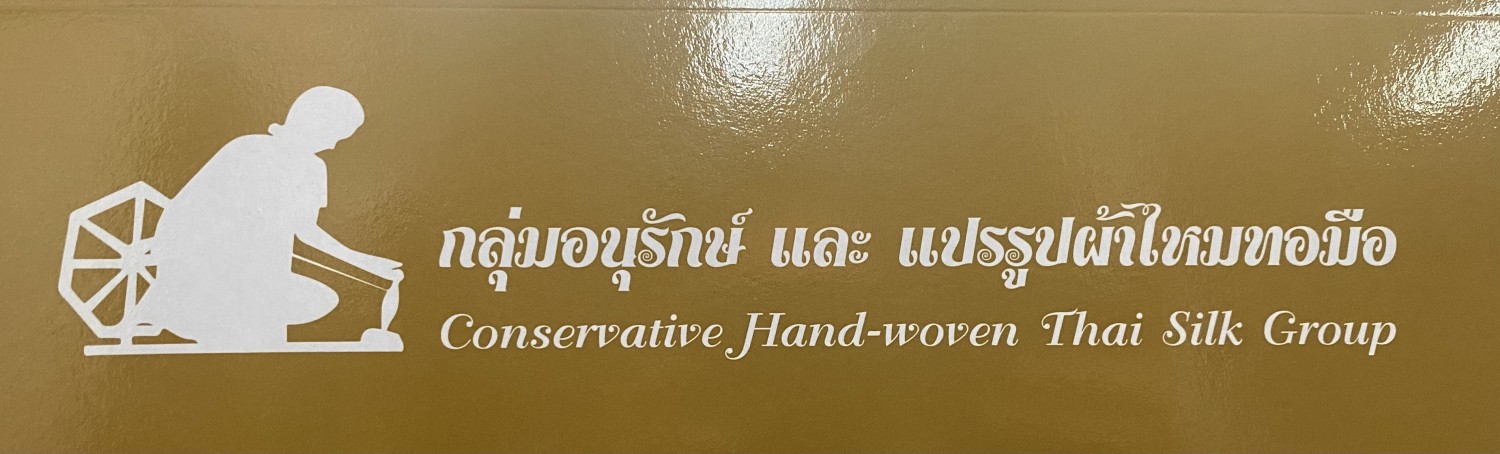 กลุ่มอนุรักษ์ และ แปรรูปผ้าไหมทอมือ
Conservative Hand-woven Thai Silk Group